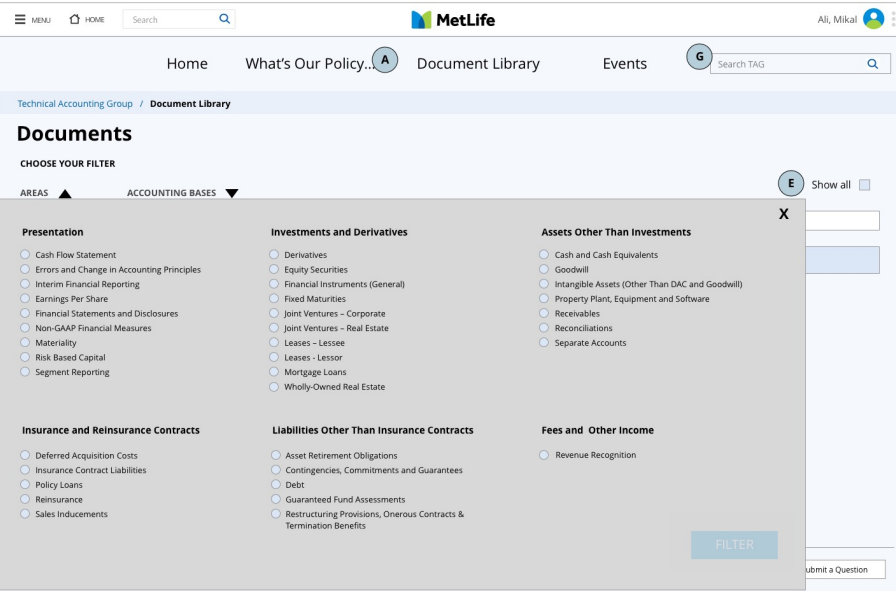 MENU HOME Search MetLife Ali, Mikal
Home What's Our Policy... A Document Library Events G Search TAG
Technical Accounting Group / Document Library
Documents
CHOOSE YOUR FILTER
AREAS ACCOUNTING BASES E Show all
X
Presentation
Cash Flow Statement
Errors and Change in Accounting Principles
Interim Financial Reporting
Earnings Per Share
Financial Statements and Disclosures
Non-GAAP Financial Measures
Materiality
Risk Based Capital
Segment Reporting
Investments and Derivatives
Derivatives
Equity Securities
Financial Instruments (General)
Fixed Maturities
Joint Ventures – Corporate
Joint Ventures – Real Estate
Leases – Lessee
Leases - Lessor
Mortgage Loans
Wholly-Owned Real Estate
Assets Other Than Investments
Cash and Cash Equivalents
Goodwill
Intangible Assets (Other Than DAC and Goodwill)
Property Plant, Equipment and Software
Receivables
Reconciliations
Separate Accounts
Insurance and Reinsurance Contracts
Deferred Acquisition Costs
Insurance Contract Liabilities
Policy Loans
Reinsurance
Sales Inducements
Liabilities Other Than Insurance Contracts
Asset Retirement Obligations
Contingencies, Commitments and Guarantees
Debt
Guaranteed Fund Assessments
Restructuring Provisions, Onerous Contracts &
Termination Benefits
Fees and Other Income
Revenue Recognition
FILTER
ubmit a Question